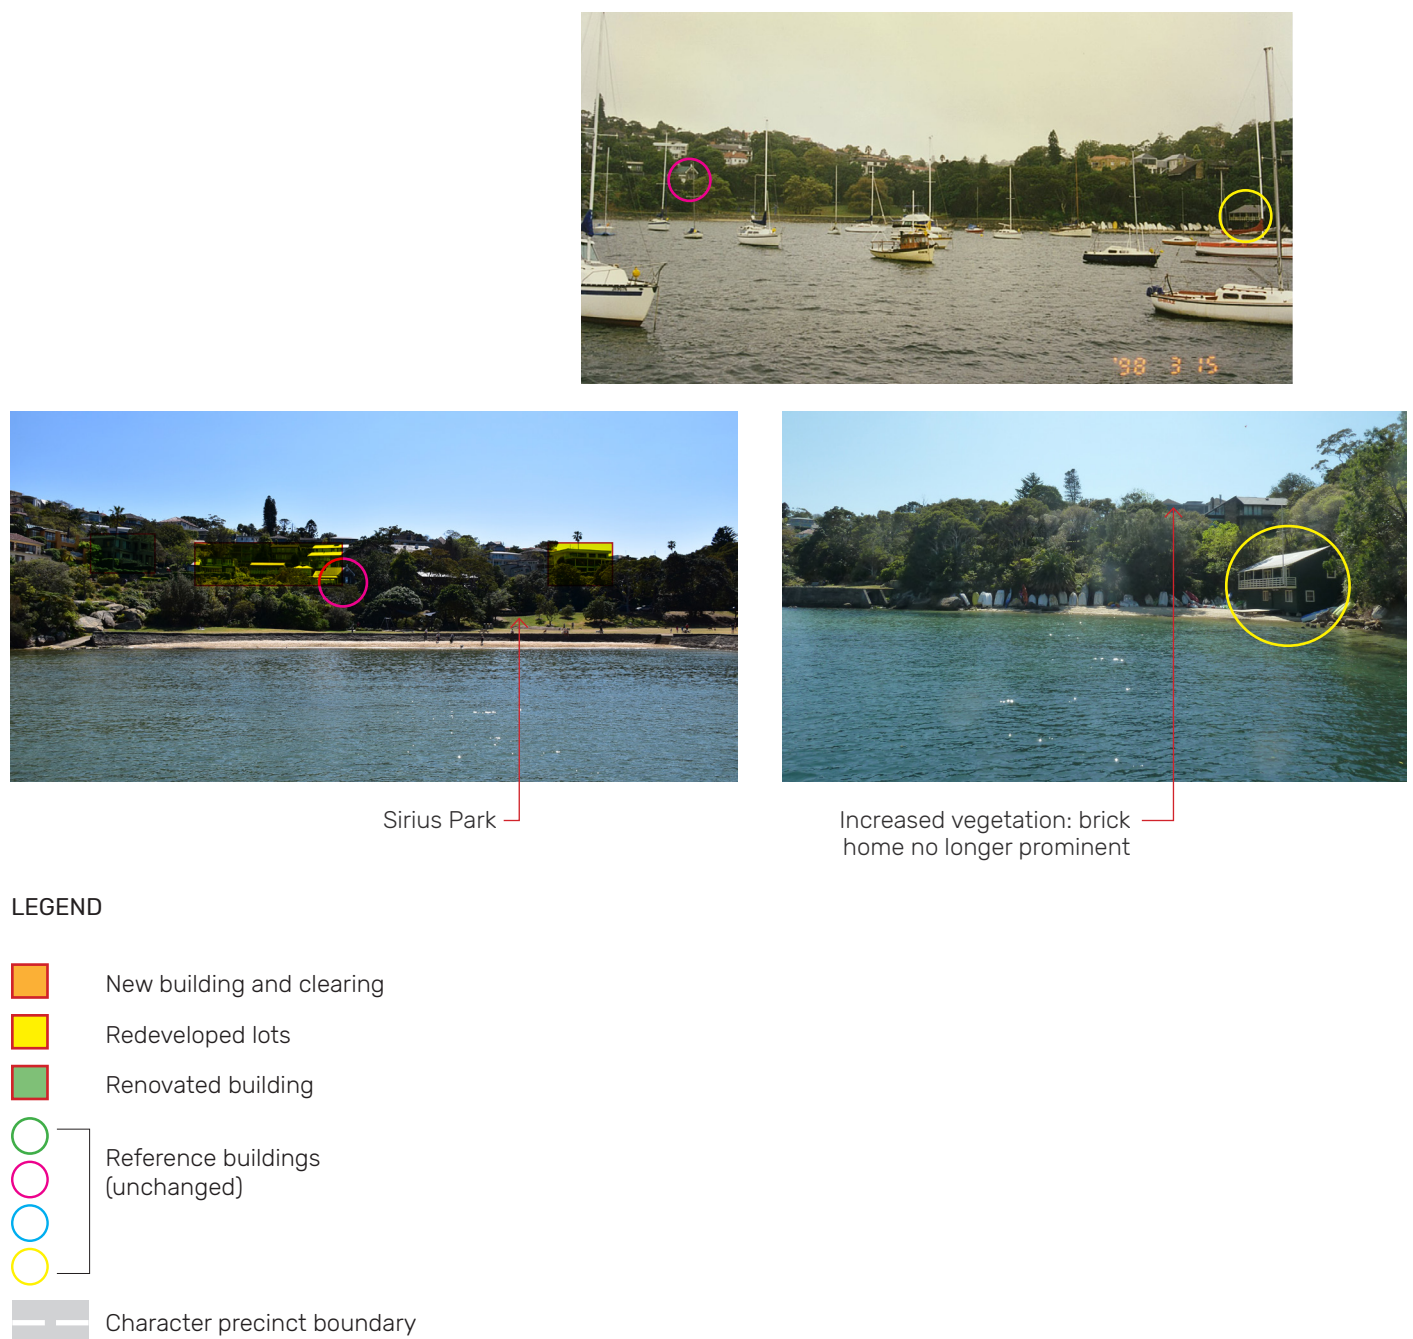 '98 3 15
Sirius Park
Increased vegetation: brick
home no longer prominent
LEGEND
New building and clearing
Redeveloped lots
Renovated building
Reference buildings
(unchanged)
Character precinct boundary